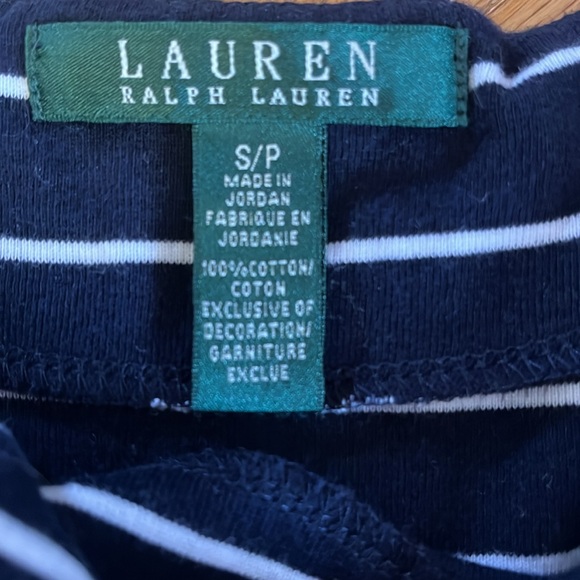 LAUREN
RALPH LAUREN
S/P
MADE IN
JORDAN
FABRIQUE EN
JORDANIE
100%COTTON/
COTON
EXCLUSIVE OF
DECORATION/
GARNITURE
EXCLUE